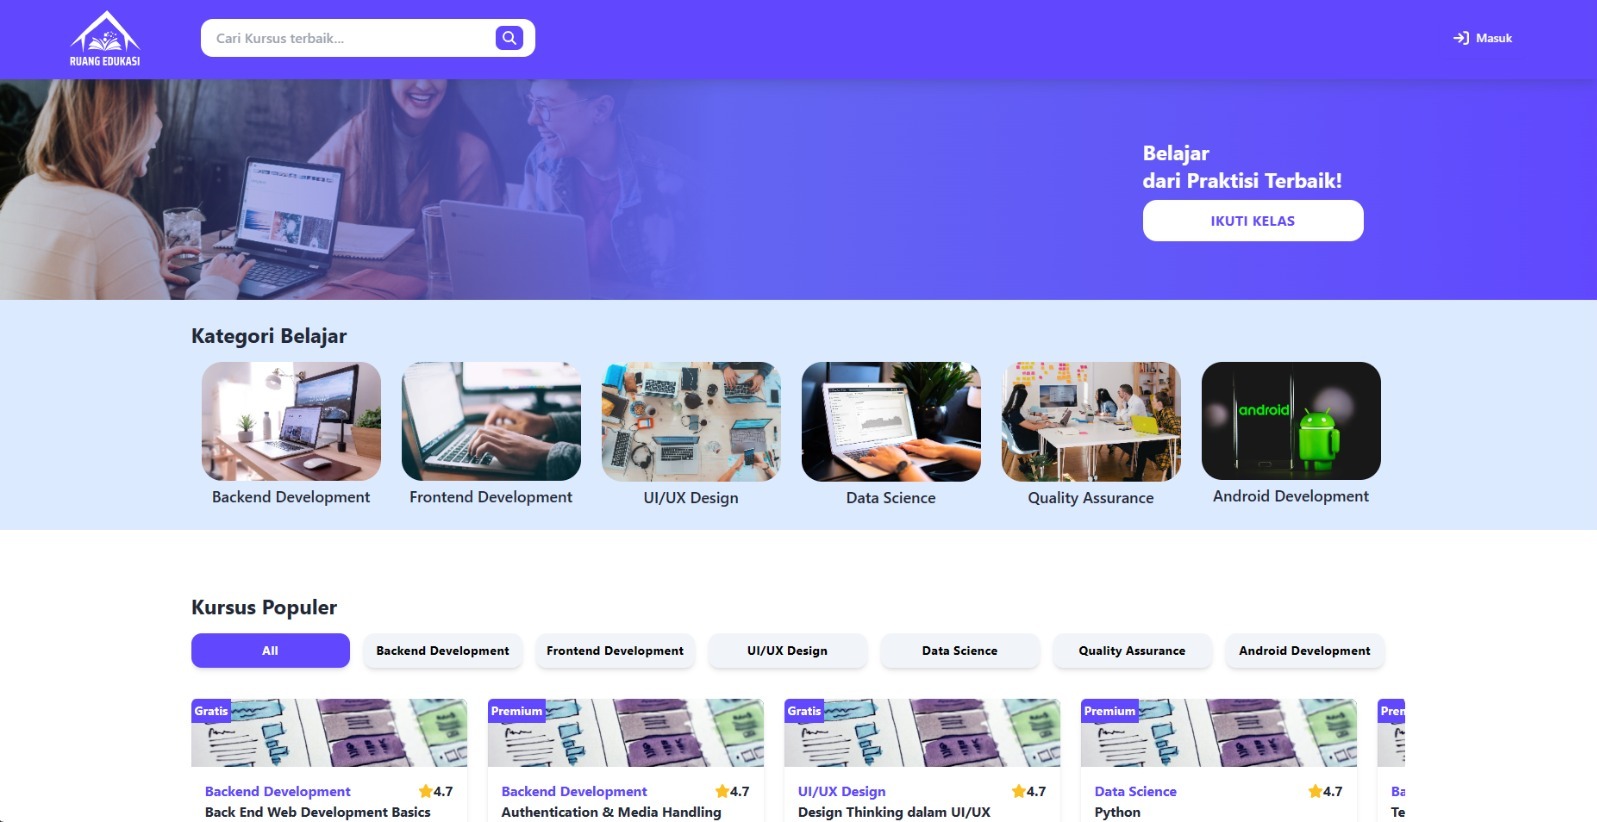 RUANG EDUKASI
Cari Kursus terbaik...
Masuk
Belajar
dari Praktisi Terbaik!
IKUTI KELAS
Kategori Belajar
android
Backend Development
Frontend Development
UI/UX Design
Data Science
Quality Assurance
Android Development
Kursus Populer
All
Backend Development
Frontend Development
UI/UX Design
Data Science
Quality Assurance
Android Development
Gratis
Backend Development
4.7
Back End Web Development Basics
Premium
Backend Development
4.7
Authentication & Media Handling
Gratis
UI/UX Design
4.7
Design Thinking dalam UI/UX
Premium
Data Science
4.7
Python
Pren
Ba
Te